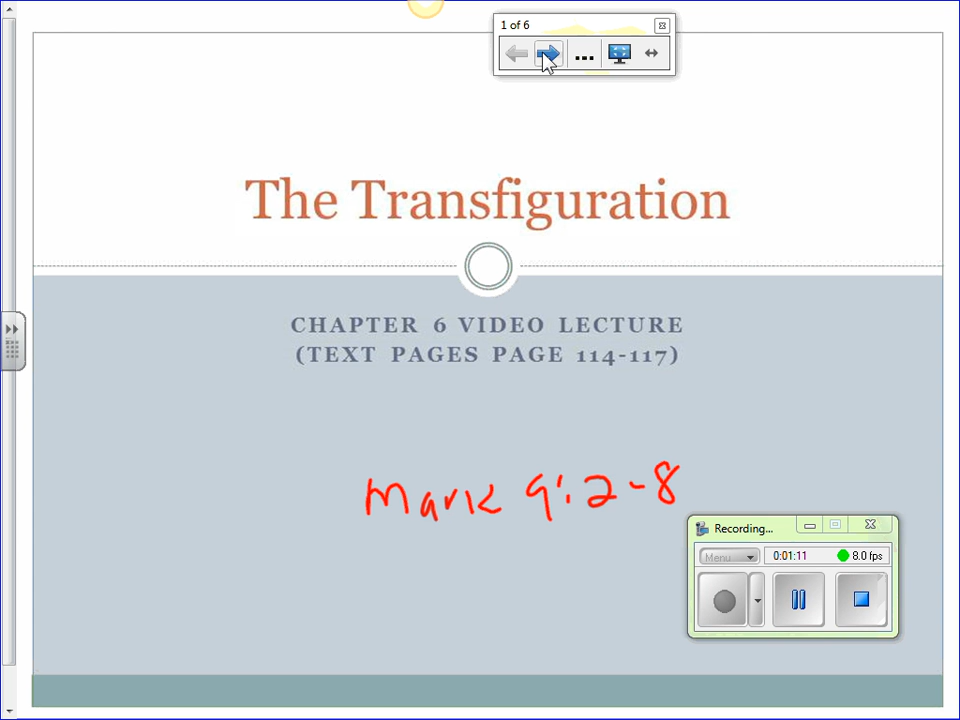 1 of 6
The Transfiguration
CHAPTER 6 VIDEO LECTURE
(TEXT PAGES PAGE 114-117)
Mark 9:2-8
Recording...
Menu
0:01:11
8.0 fps